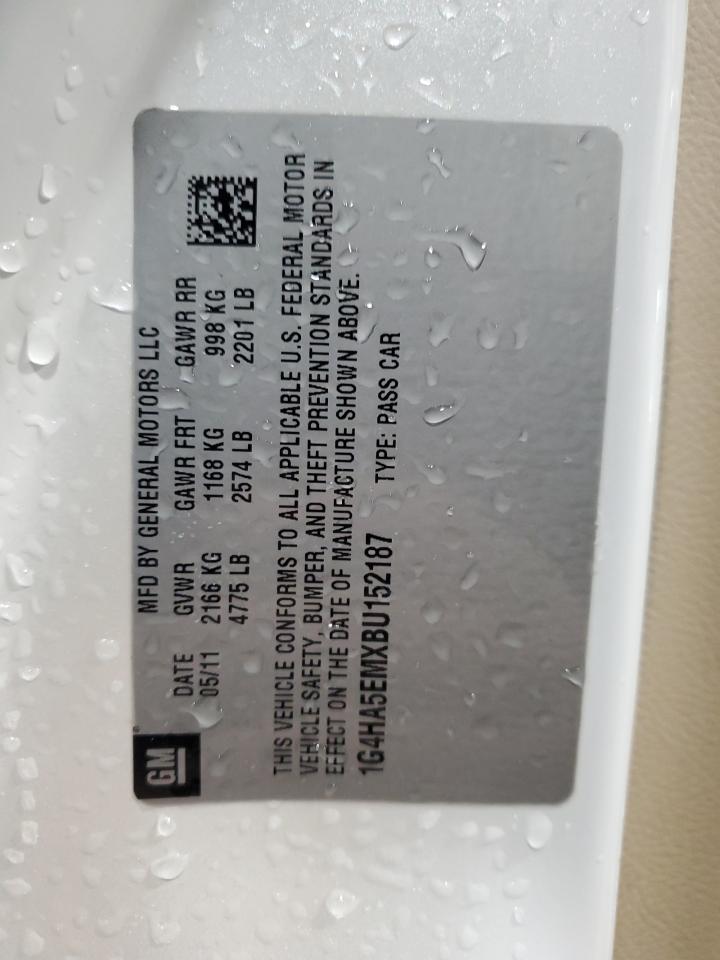 GM
MFD BY GENERAL MOTORS LLC
DATE GVWR GAWR FRT GAWR RR
05/11 2166 KG 1168 KG 998 KG
4775 LB 2574 LB 2201 LB
THIS VEHICLE CONFORMS TO ALL APPLICABLE U.S. FEDERAL MOTOR
VEHICLE SAFETY, BUMPER, AND THEFT PREVENTION STANDARDS IN
EFFECT ON THE DATE OF MANUFACTURE SHOWN ABOVE.
1G4HA5EMXBU152187 TYPE: PASS CAR